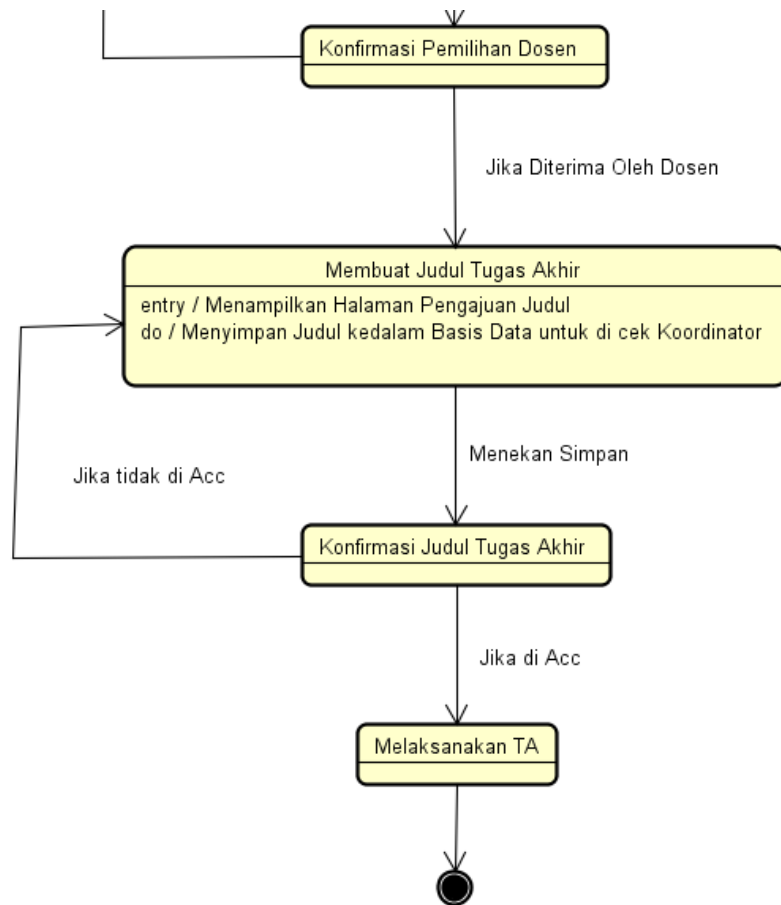 Konfirmasi Pemilihan Dosen
Jika Diterima Oleh Dosen
Membuat Judul Tugas Akhir
entry / Menampilkan Halaman Pengajuan Judul
do / Menyimpan Judul kedalam Basis Data untuk di cek Koordinator
Menekan Simpan
Jika tidak di Acc
Konfirmasi Judul Tugas Akhir
Jika di Acc
Melaksanakan TA